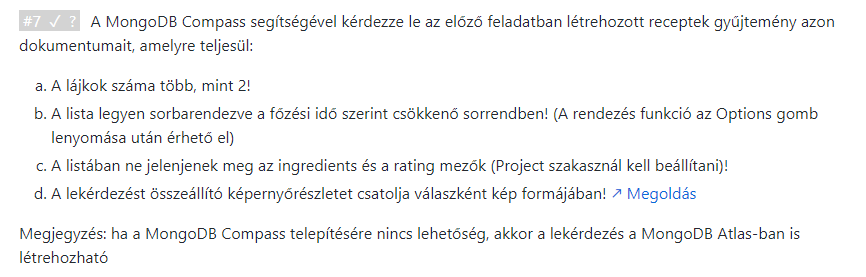 #7 ✓ ? A MongoDB Compass segítségével kérdezze le az előző feladatban létrehozott receptek gyűjtemény azon
dokumentumait, amelyre teljesül:
a. A lájkok száma több, mint 2!
b. A lista legyen sorbarendezve a főzési idő szerint csökkenő sorrendben! (A rendezés funkció az Options gomb
lenyomása után érhető el)
c. A listában ne jelenjenek meg az ingredients és a rating mezők (Project szakasznál kell beállítani)!
d. A lekérdezést összeállító képernyőrészletet csatolja válaszként kép formájában! ↗ Megoldás
Megjegyzés: ha a MongoDB Compass telepítésére nincs lehetőség, akkor a lekérdezés a MongoDB Atlas-ban is
létrehozható